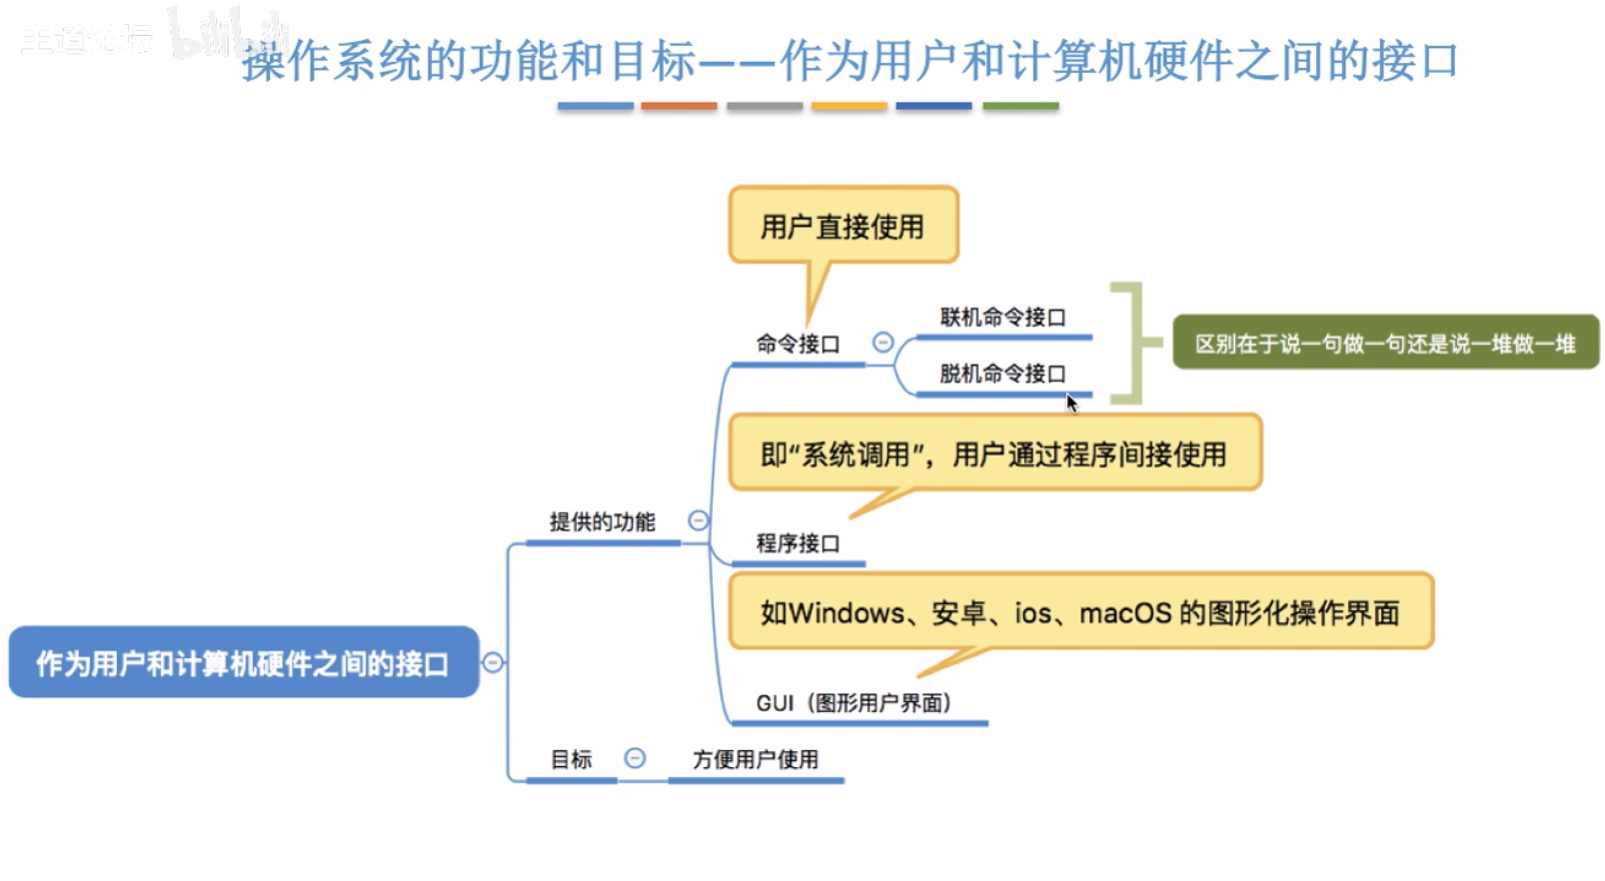 王道论坛 bilibili
操作系统的功能和目标——作为用户和计算机硬件之间的接口
用户直接使用
联机命令接口
命令接口
区别在于说一句做一句还是说一堆做一堆
脱机命令接口
即“系统调用”，用户通过程序间接使用
提供的功能
程序接口
如Windows、安卓、ios、macOS 的图形化操作界面
作为用户和计算机硬件之间的接口
GUI（图形用户界面）
目标
方便用户使用